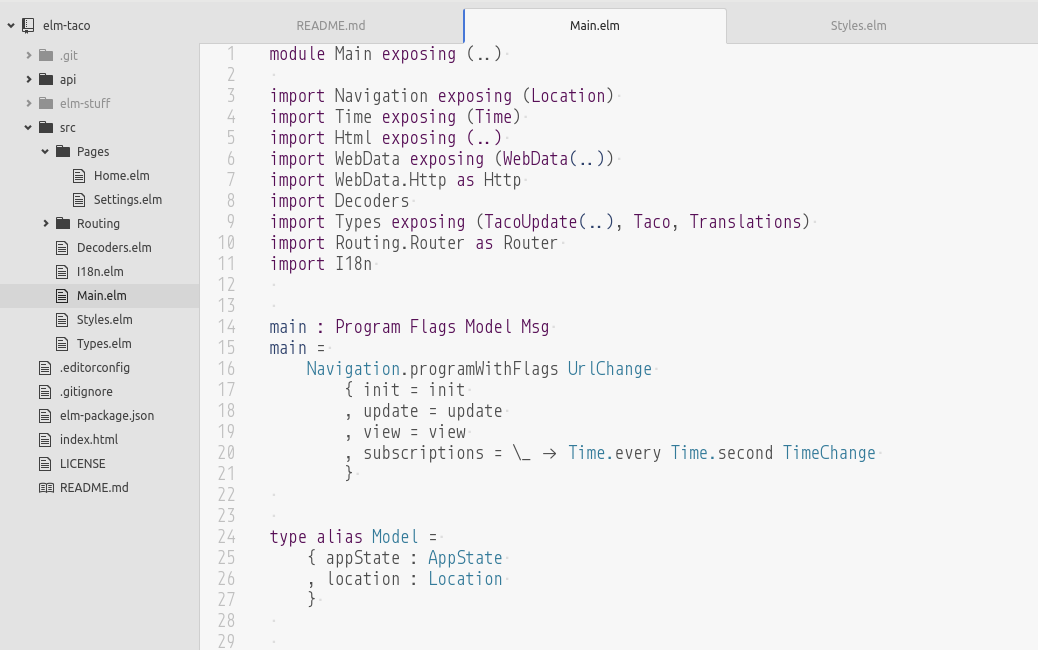 elm-taco
.git
api
elm-stuff
src
Pages
Home.elm
Settings.elm
Routing
Decoders.elm
I18n.elm
Main.elm
Styles.elm
Types.elm
.editorconfig
.gitignore
elm-package.json
index.html
LICENSE
README.md
README.md Main.elm Styles.elm
1 module Main exposing (..)
2
3 import Navigation exposing (Location)
4 import Time exposing (Time)
5 import Html exposing (..)
6 import WebData exposing (WebData(..))
7 import WebData.Http as Http
8 import Decoders
9 import Types exposing (TacoUpdate(..), Taco, Translations)
10 import Routing.Router as Router
11 import I18n
12
13
14 main : Program Flags Model Msg
15 main =
16     Navigation.programWithFlags UrlChange
17         { init = init
18         , update = update
19         , view = view
20         , subscriptions = \_ → Time.every Time.second TimeChange
21         }
22
23
24 type alias Model =
25     { appState : AppState
26     , location : Location
27     }
28
29